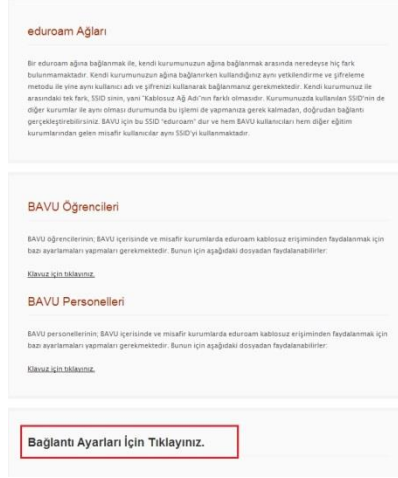 eduroam Ağları
Bir eduroam ağına bağlanmak ile, kendi kurumunuzun ağına bağlanmak arasında neredeyse hiç fark
bulunmamaktadır. Kendi kurumunuzun ağına bağlanırken kullandığınız aynı yetkilendirme ve şifreleme
metodu ile yine aynı kullanıcı adı ve şifrenizi kullanarak bağlanmanız gerekmektedir. Kendi kurumunuz ile
arasındaki tek fark, SSID sinin, yani "Kablosuz Ağ Adı"nın farklı olmasıdır. Kurumunuzda kullanılan SSID'nin de
diğer kurumlar ile aynı olması durumunda bu işlemi de yapmanıza gerek kalmadan, doğrudan bağlantı
gerçekleştirebilirsiniz. BAVU için bu SSID "eduroam" dur ve hem BAVU kullanıcıları hem diğer eğitim
kurumlarından gelen misafir kullanıcılar aynı SSID'yi kullanmaktadır.
BAVU Öğrencileri
BAVU öğrencilerinin; BAVU içerisinde ve misafir kurumlarda eduroam kablosuz erişiminden faydalanmak için
bazı ayarlamaları yapmaları gerekmektedir. Bunun için aşağıdaki dosyadan faydalanabilirler:
Klavuz için tıklayınız.
BAVU Personelleri
BAVU personellerinin; BAVU içerisinde ve misafir kurumlarda eduroam kablosuz erişiminden faydalanmak için
bazı ayarlamaları yapmaları gerekmektedir. Bunun için aşağıdaki dosyadan faydalanabilirler:
Klavuz için tıklayınız.
Bağlantı Ayarları İçin Tıklayınız.